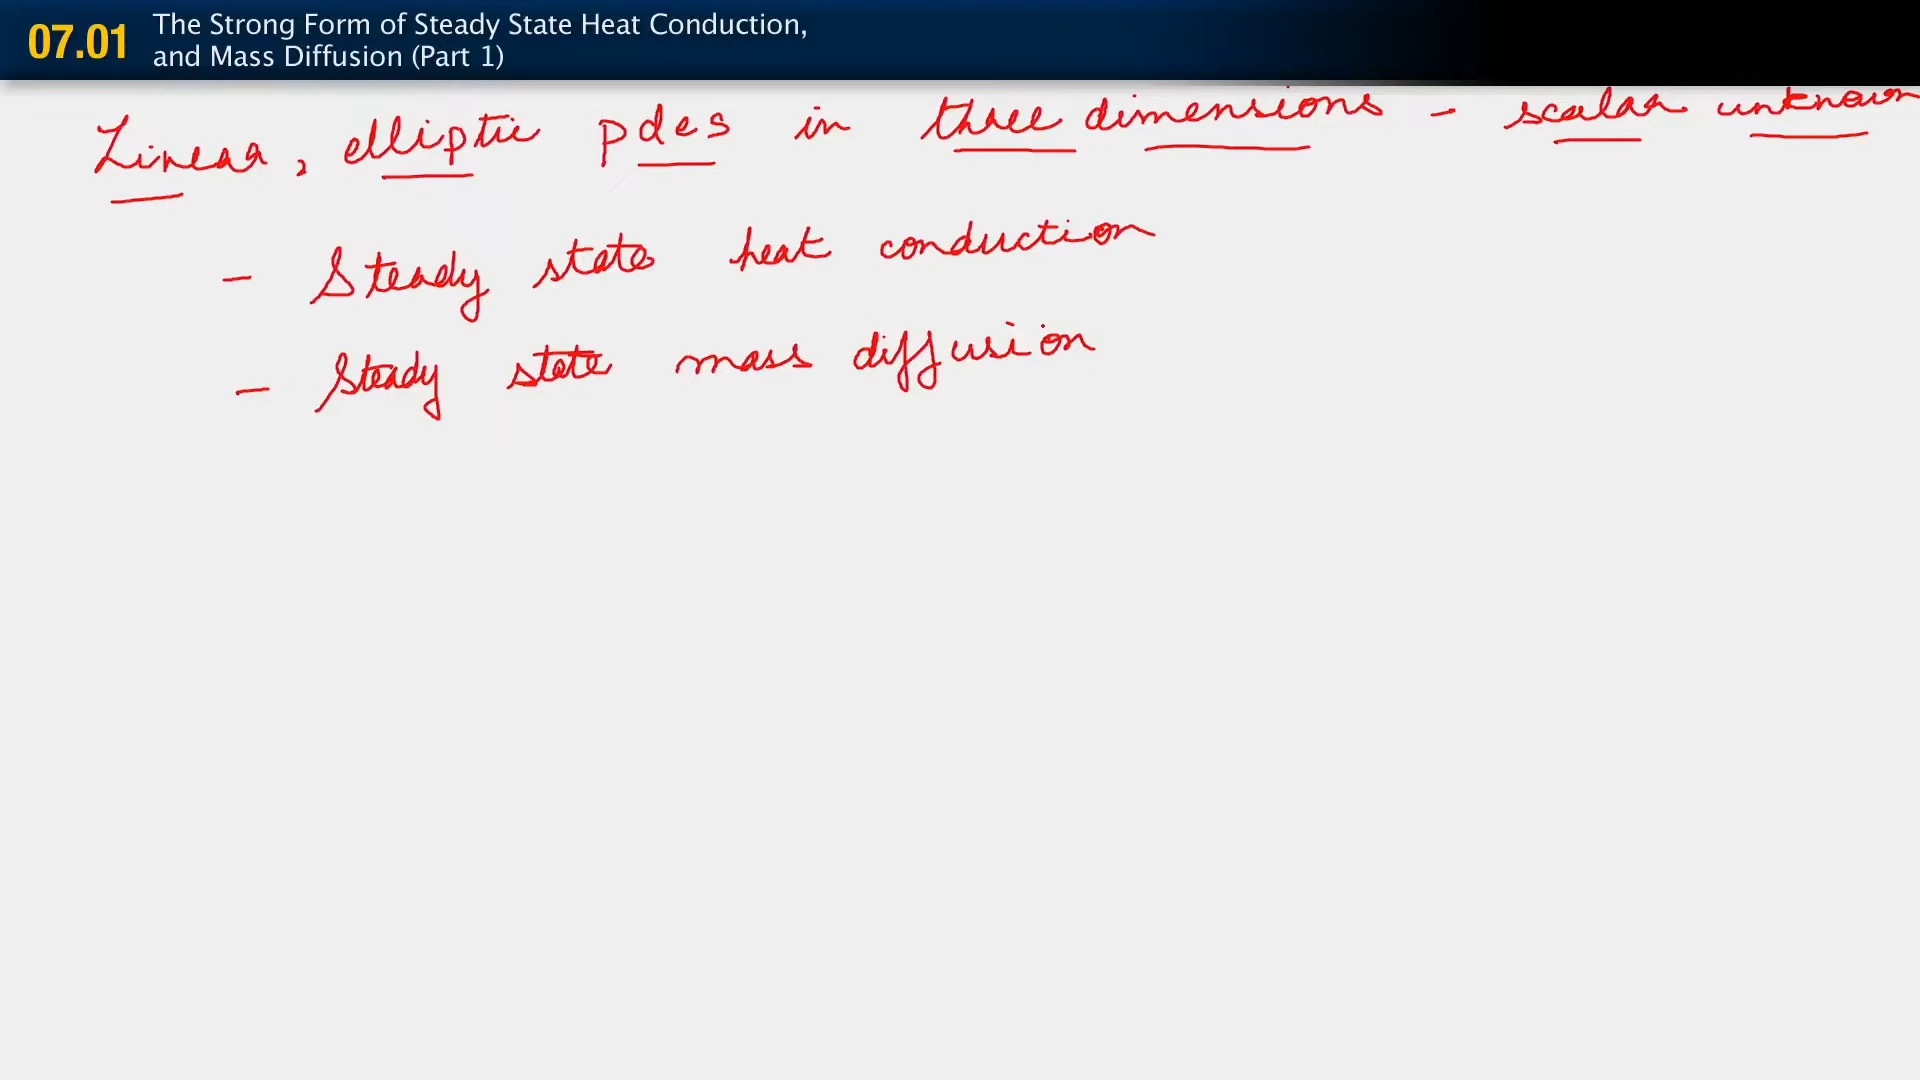 07.01
The Strong Form of Steady State Heat Conduction,
and Mass Diffusion (Part 1)
Linear, elliptic pdes in three dimensions - scalar unknown
- Steady state heat conduction
- Steady state mass diffusion